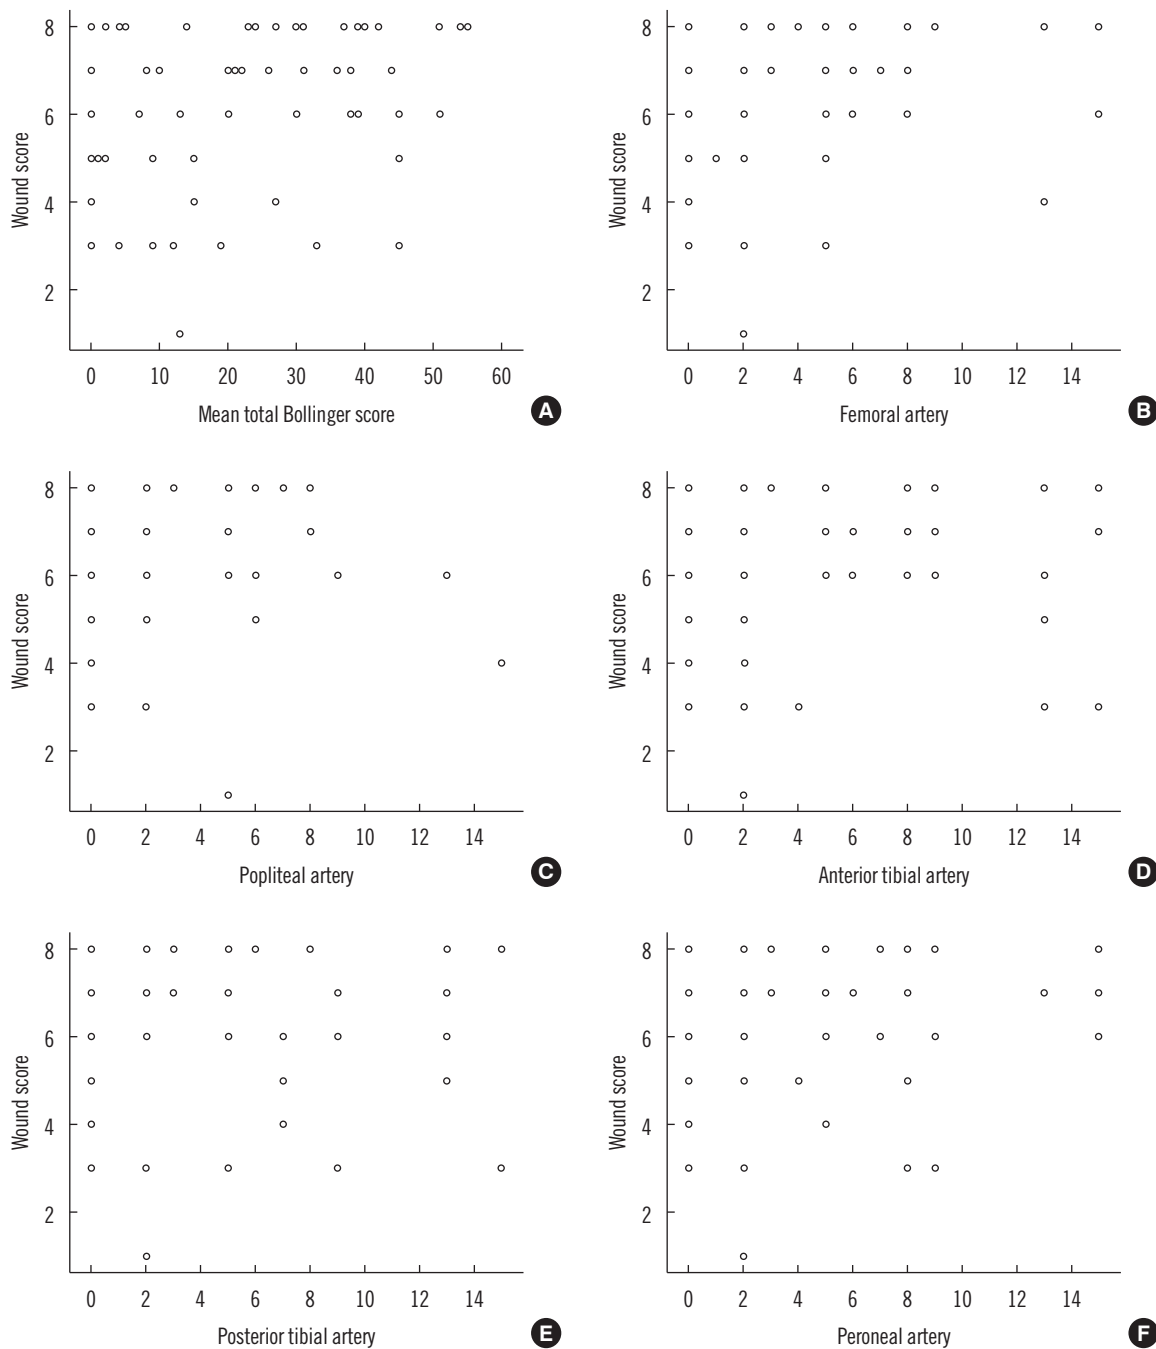 8
6
4
2
Wound score
0 10 20 30 40 50 60
Mean total Bollinger score
A
8
6
4
2
Wound score
0 2 4 6 8 10 12 14
Femoral artery
B
8
6
4
2
Wound score
0 2 4 6 8 10 12 14
Popliteal artery
C
8
6
4
2
Wound score
0 2 4 6 8 10 12 14
Anterior tibial artery
D
8
6
4
2
Wound score
0 2 4 6 8 10 12 14
Posterior tibial artery
E
8
6
4
2
Wound score
0 2 4 6 8 10 12 14
Peroneal artery
F